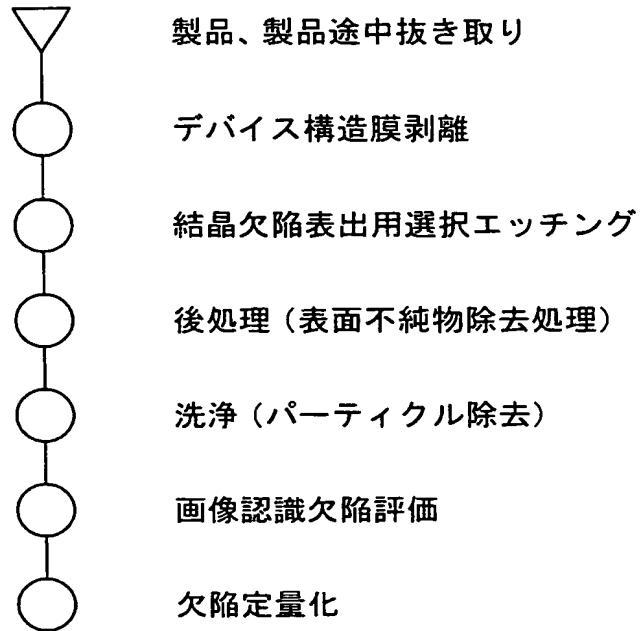 製品、製品途中抜き取り
デバイス構造膜剥離
結晶欠陥表出用選択エッチング
後処理（表面不純物除去処理）
洗浄（パーティクル除去）
画像認識欠陥評価
欠陥定量化